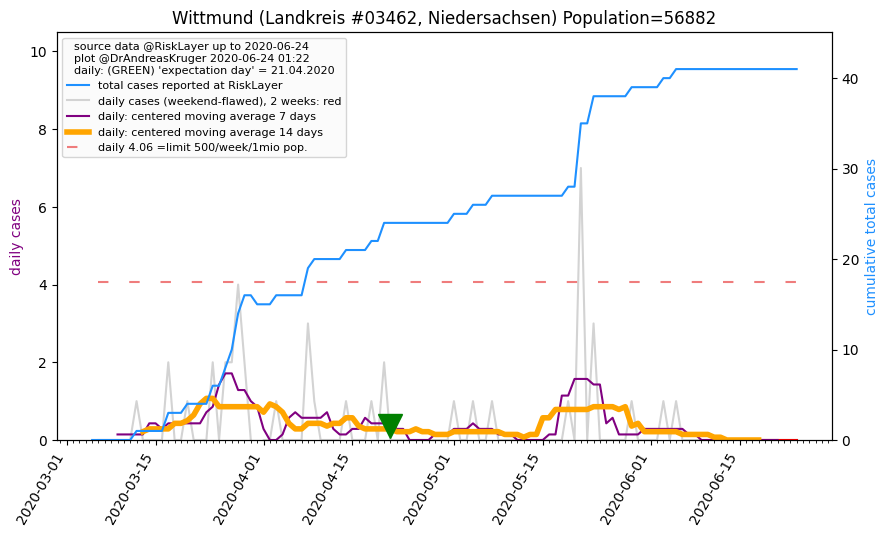 Wittmund (Landkreis #03462, Niedersachsen) Population=56882
source data @RiskLayer up to 2020-06-24
plot @DrAndreasKruger 2020-06-24 01:22
daily: (GREEN) 'expectation day' = 21.04.2020
total cases reported at RiskLayer
daily cases (weekend-flawed), 2 weeks: red
daily: centered moving average 7 days
daily: centered moving average 14 days
daily 4.06 =limit 500/week/1mio pop.
daily cases
10
8
6
4
2
0
cumulative total cases
40
30
20
10
0
2020-03-01
2020-03-15
2020-04-01
2020-04-15
2020-05-01
2020-05-15
2020-06-01
2020-06-15